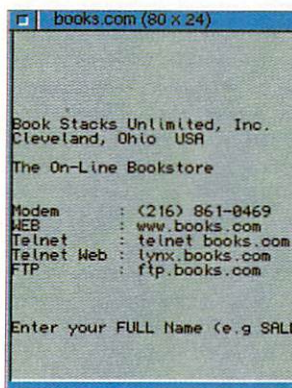 books.com (80 x 24)
Book Stacks Unlimited, Inc.
Cleveland, Ohio USA
The On-Line Bookstore
Modem : (216) 861-0469
WEB : www.books.com
Telnet : telnet books.com
Telnet Web : lynx.books.com
FTP : ftp.books.com
Enter your FULL Name (e.g SALL